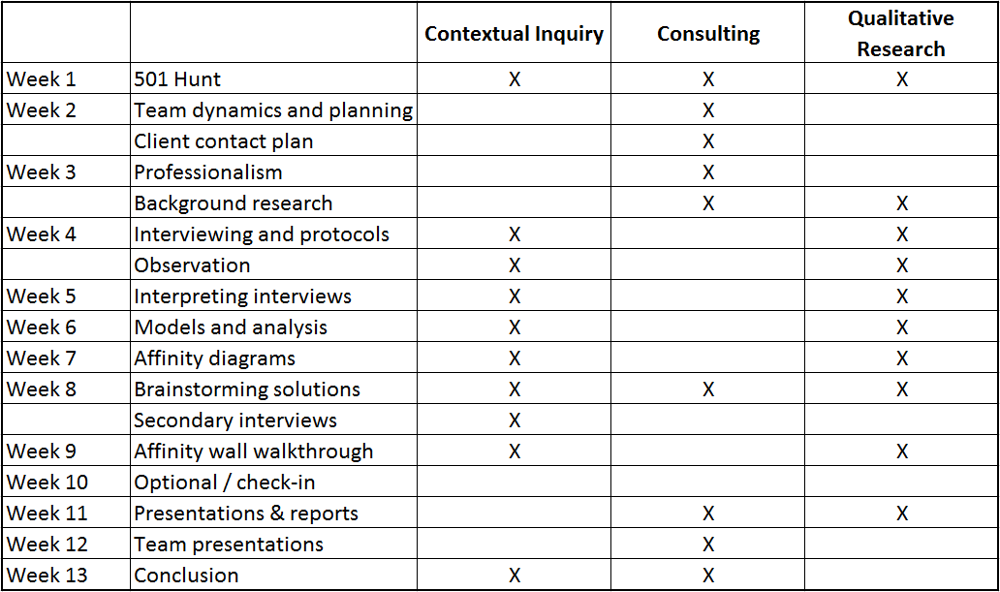 Contextual Inquiry Consulting Qualitative
Research
Week 1 501 Hunt X X X
Week 2 Team dynamics and planning X
Client contact plan X
Week 3 Professionalism X
Background research X X
Week 4 Interviewing and protocols X X
Observation X X
Week 5 Interpreting interviews X X
Week 6 Models and analysis X X
Week 7 Affinity diagrams X X
Week 8 Brainstorming solutions X X X
Secondary interviews X
Week 9 Affinity wall walkthrough X X
Week 10 Optional / check-in
Week 11 Presentations & reports X X
Week 12 Team presentations X
Week 13 Conclusion X X